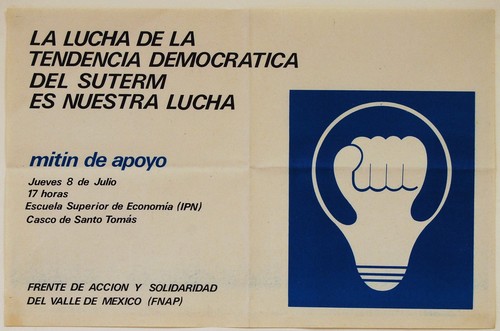 LA LUCHA DE LA
TENDENCIA DEMOCRATICA
DEL SUTERM
ES NUESTRA LUCHA
mitin de apoyo
Jueves 8 de Julio
17 horas
Escuela Superior de Economía (IPN)
Casco de Santo Tomás
FRENTE DE ACCION Y SOLIDARIDAD
DEL VALLE DE MEXICO (FNAP)